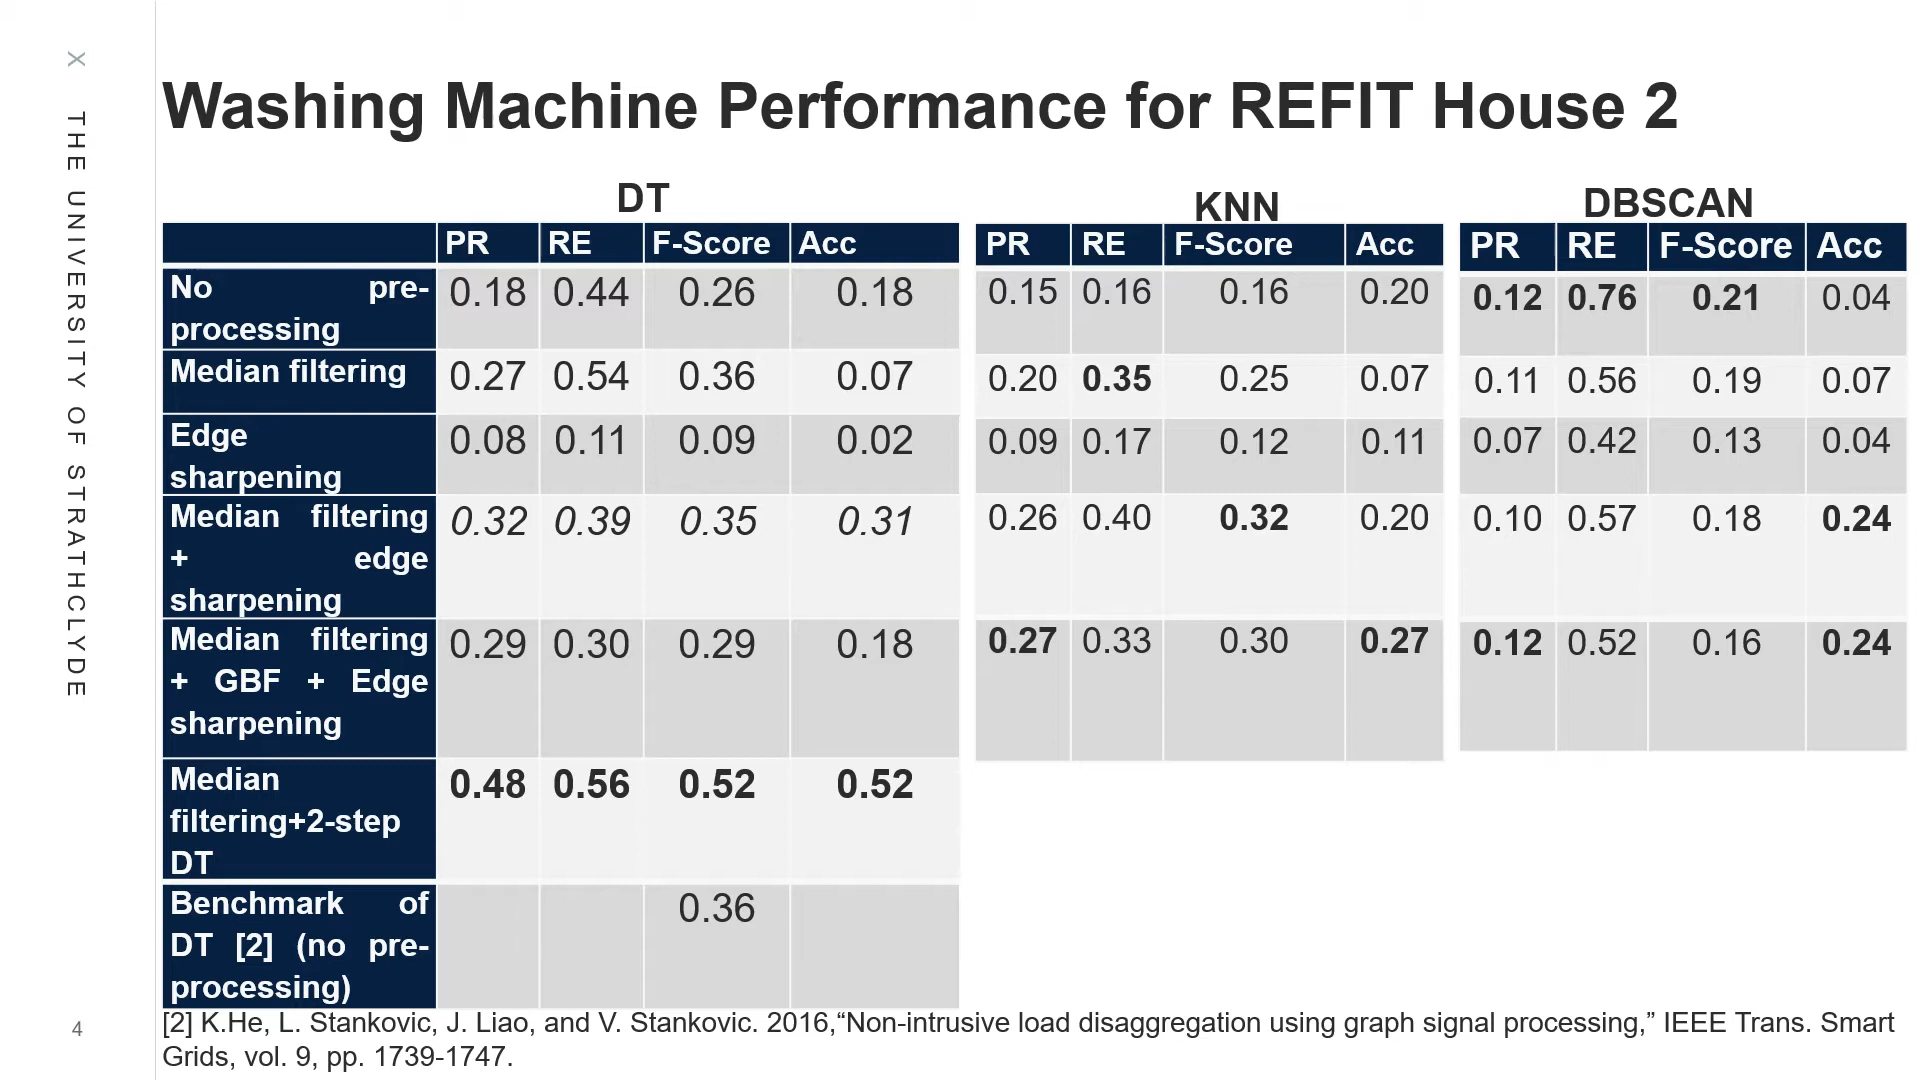 X THE UNIVERSITY OF STRATHCLYDE
Washing Machine Performance for REFIT House 2
DT
KNN
DBSCAN
PR RE F-Score Acc PR RE F-Score Acc PR RE F-Score Acc
No pre-
processing
0.18 0.44 0.26 0.18 0.15 0.16 0.16 0.20 0.12 0.76 0.21 0.04
Median filtering 0.27 0.54 0.36 0.07 0.20 0.35 0.25 0.07 0.11 0.56 0.19 0.07
Edge
sharpening
0.08 0.11 0.09 0.02 0.09 0.17 0.12 0.11 0.07 0.42 0.13 0.04
Median filtering
+ edge
sharpening
0.32 0.39 0.35 0.31 0.26 0.40 0.32 0.20 0.10 0.57 0.18 0.24
Median filtering
+ GBF + Edge
sharpening
0.29 0.30 0.29 0.18 0.27 0.33 0.30 0.27 0.12 0.52 0.16 0.24
Median
filtering+2-step
DT
0.48 0.56 0.52 0.52
Benchmark of
DT [2] (no pre-
processing)
0.36
[2] K.He, L. Stankovic, J. Liao, and V. Stankovic. 2016,“Non-intrusive load disaggregation using graph signal processing,” IEEE Trans. Smart
Grids, vol. 9, pp. 1739-1747.
4